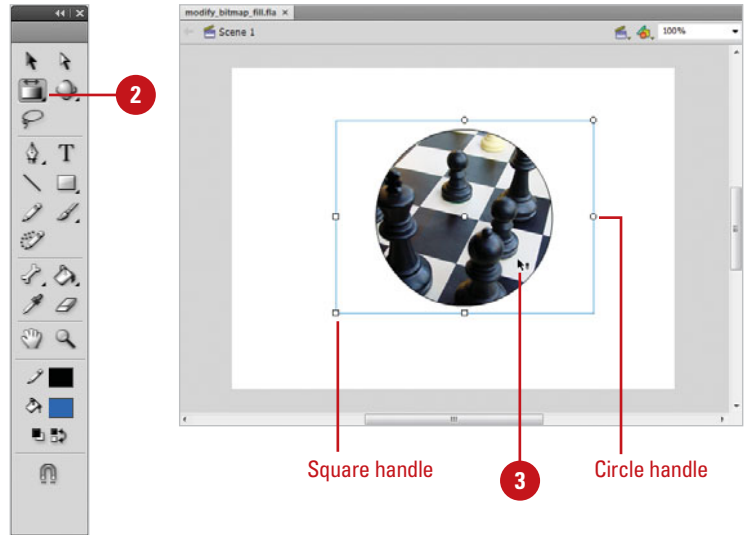 modify_bitmap_fill.fla ×
Scene 1
100%
2
T
Square handle
3
Circle handle